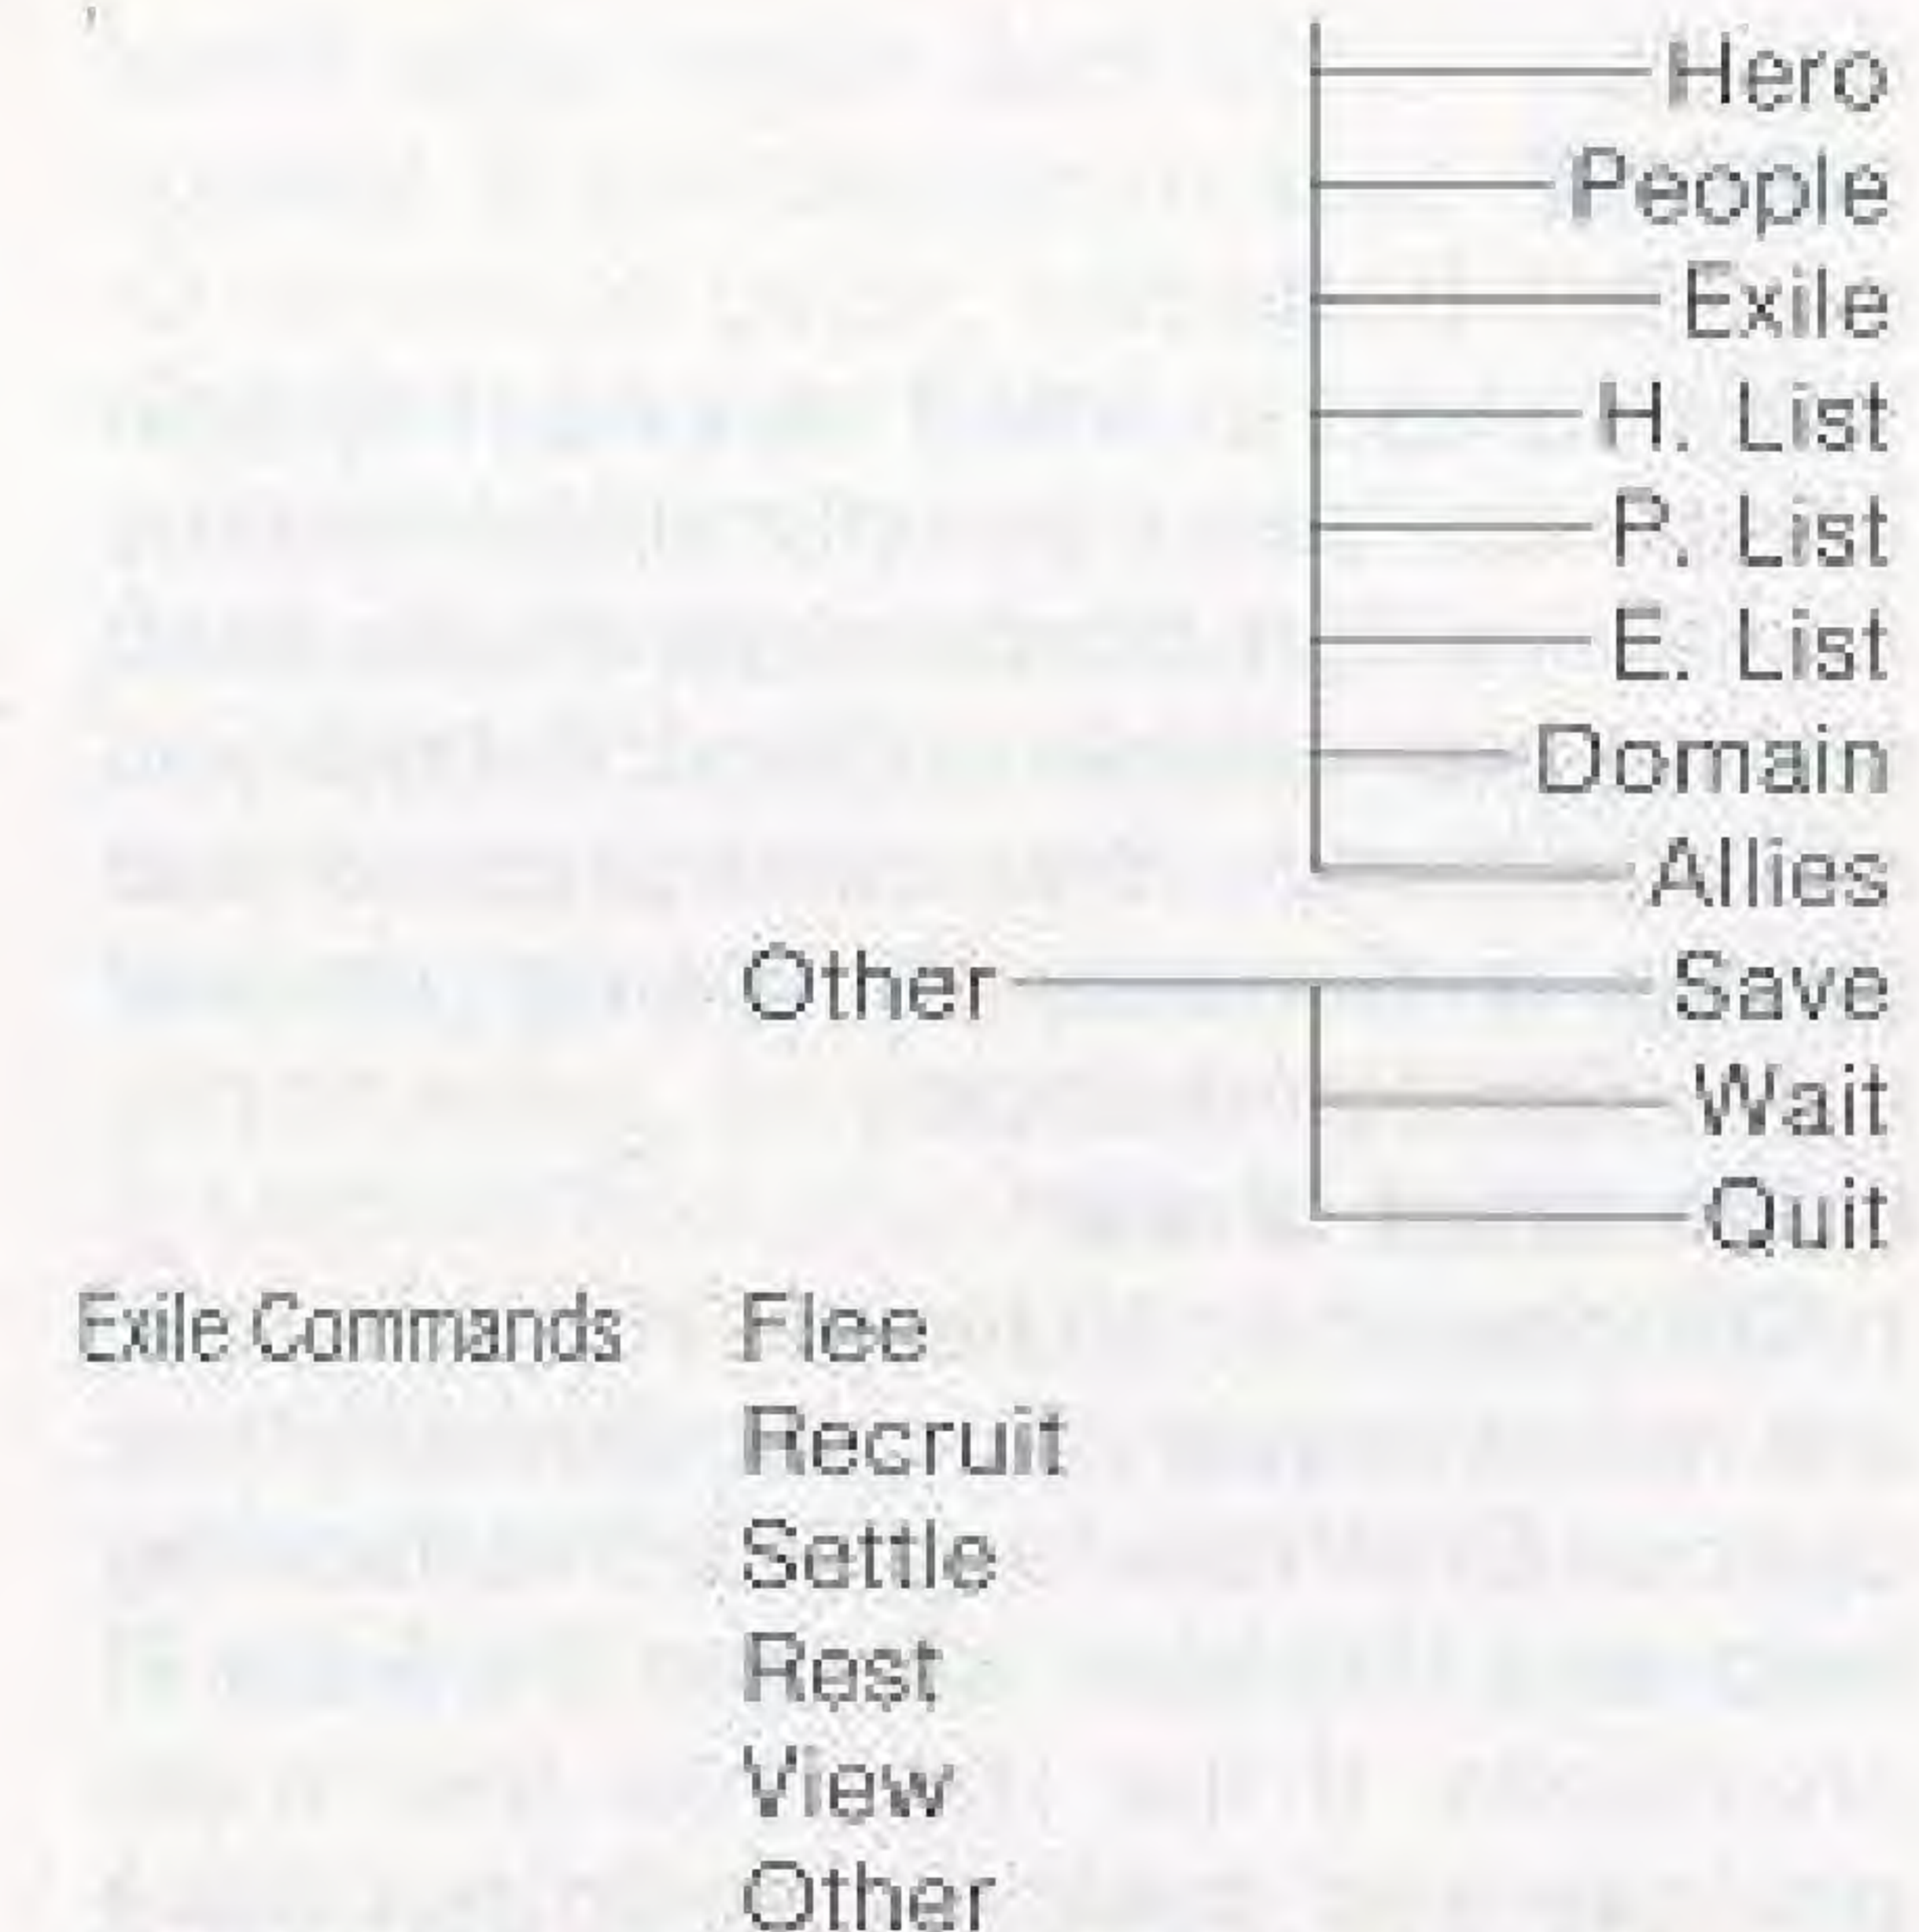 Hero
People
Exile
H. List
P. List
E. List
Domain
Allies
Other Save
Wait
Quit
Exile Commands Flee
Recruit
Settle
Rest
View
Other